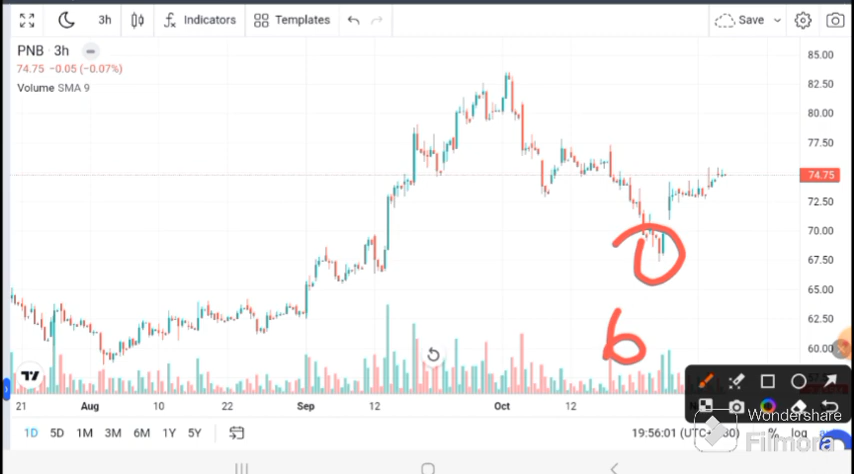 3h Indicators Templates Save
PNB 3h
74.75 −0.05 (−0.07%)
Volume SMA 9
85.00
82.50
80.00
77.50
74.75
72.50
70.00
67.50
65.00
62.50
60.00
6
21 Aug 10 22 Sep 12 Oct 12
1D 5D 1M 3M 6M 1Y 5Y 19:56:01 (UTC+ 30) % log
Wondershare
Filmora